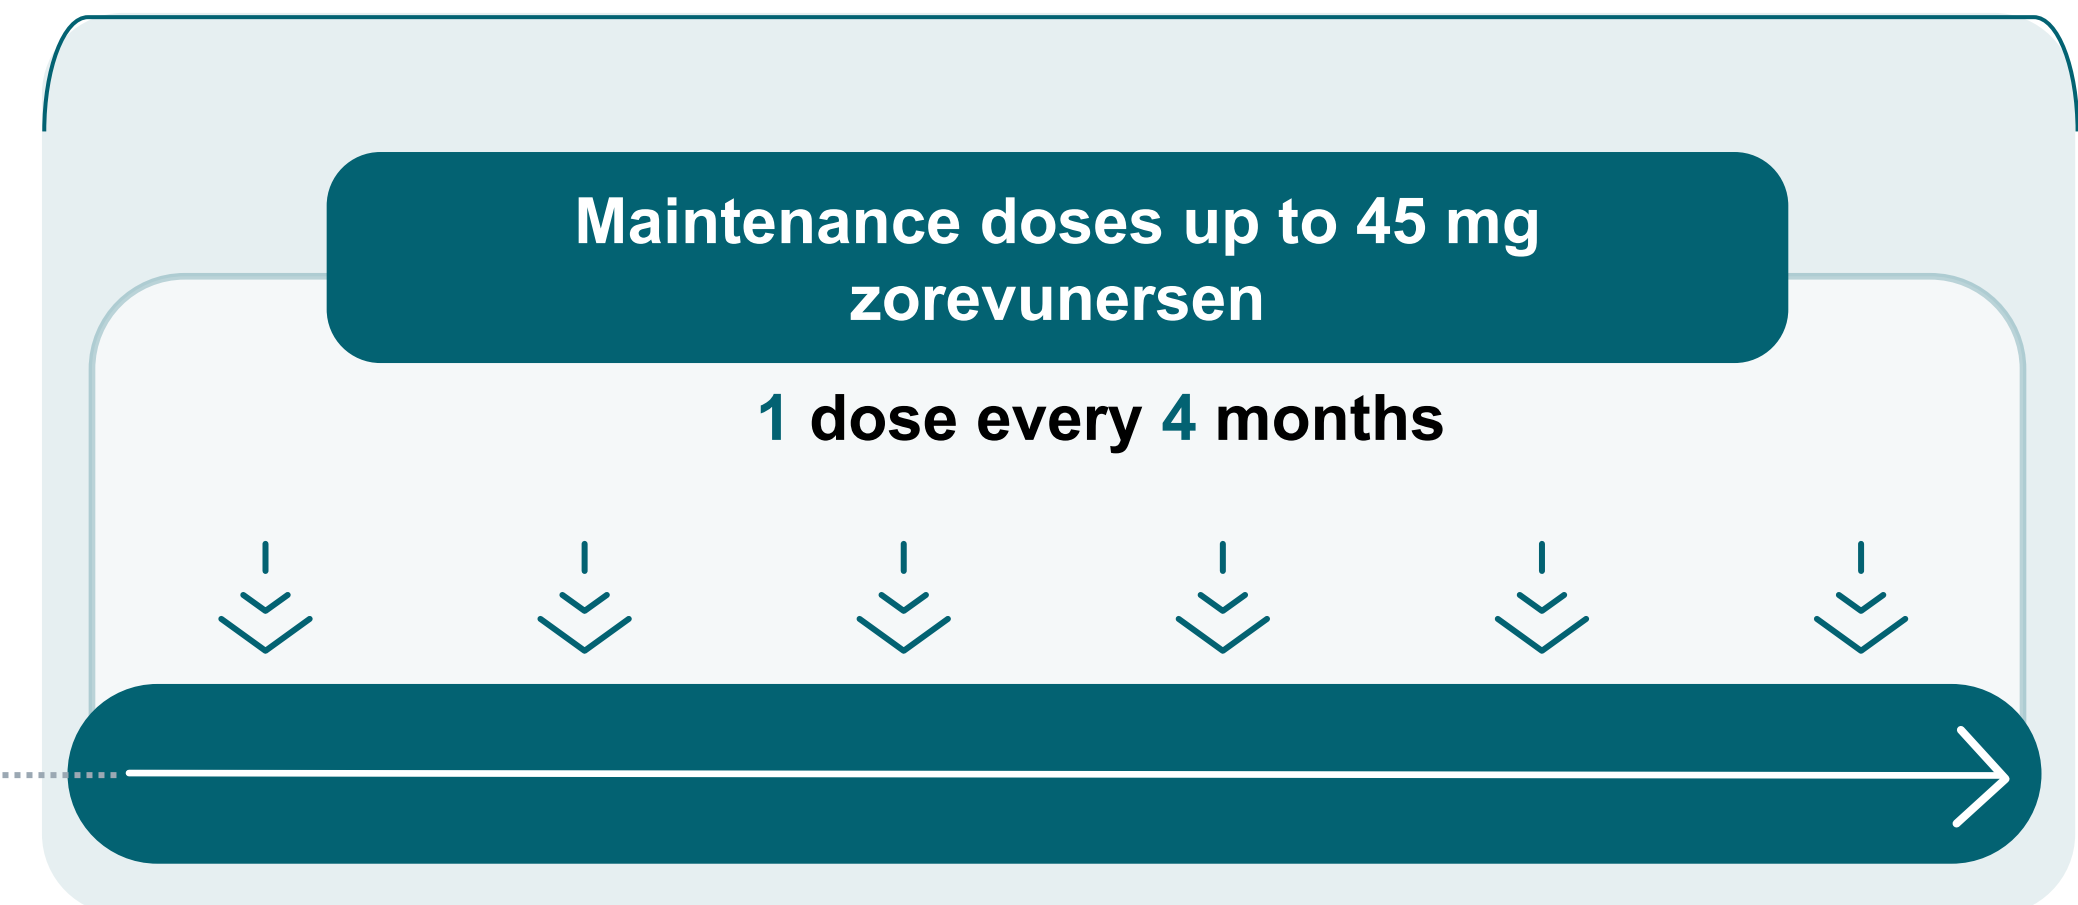 Maintenance doses up to 45 mg
zorevunersen
1 dose every 4 months